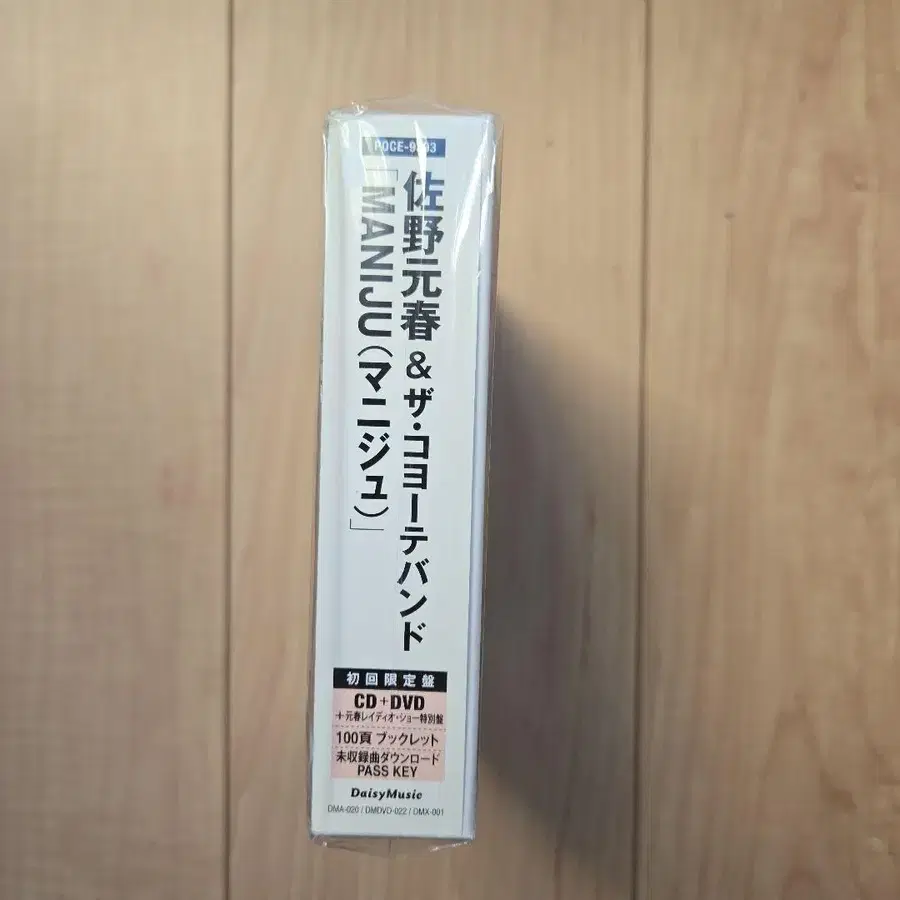 佐野元春 & ザ・コヨーテバンド
「MANIJU（マニジュ）」
初回限定盤
CD+DVD
+元春レイディオ・ショー特別盤
100頁 ブックレット
未収録曲ダウンロード
PASS KEY
DaisyMusic
DMA-020 / DMDVD-022 / DMX-001